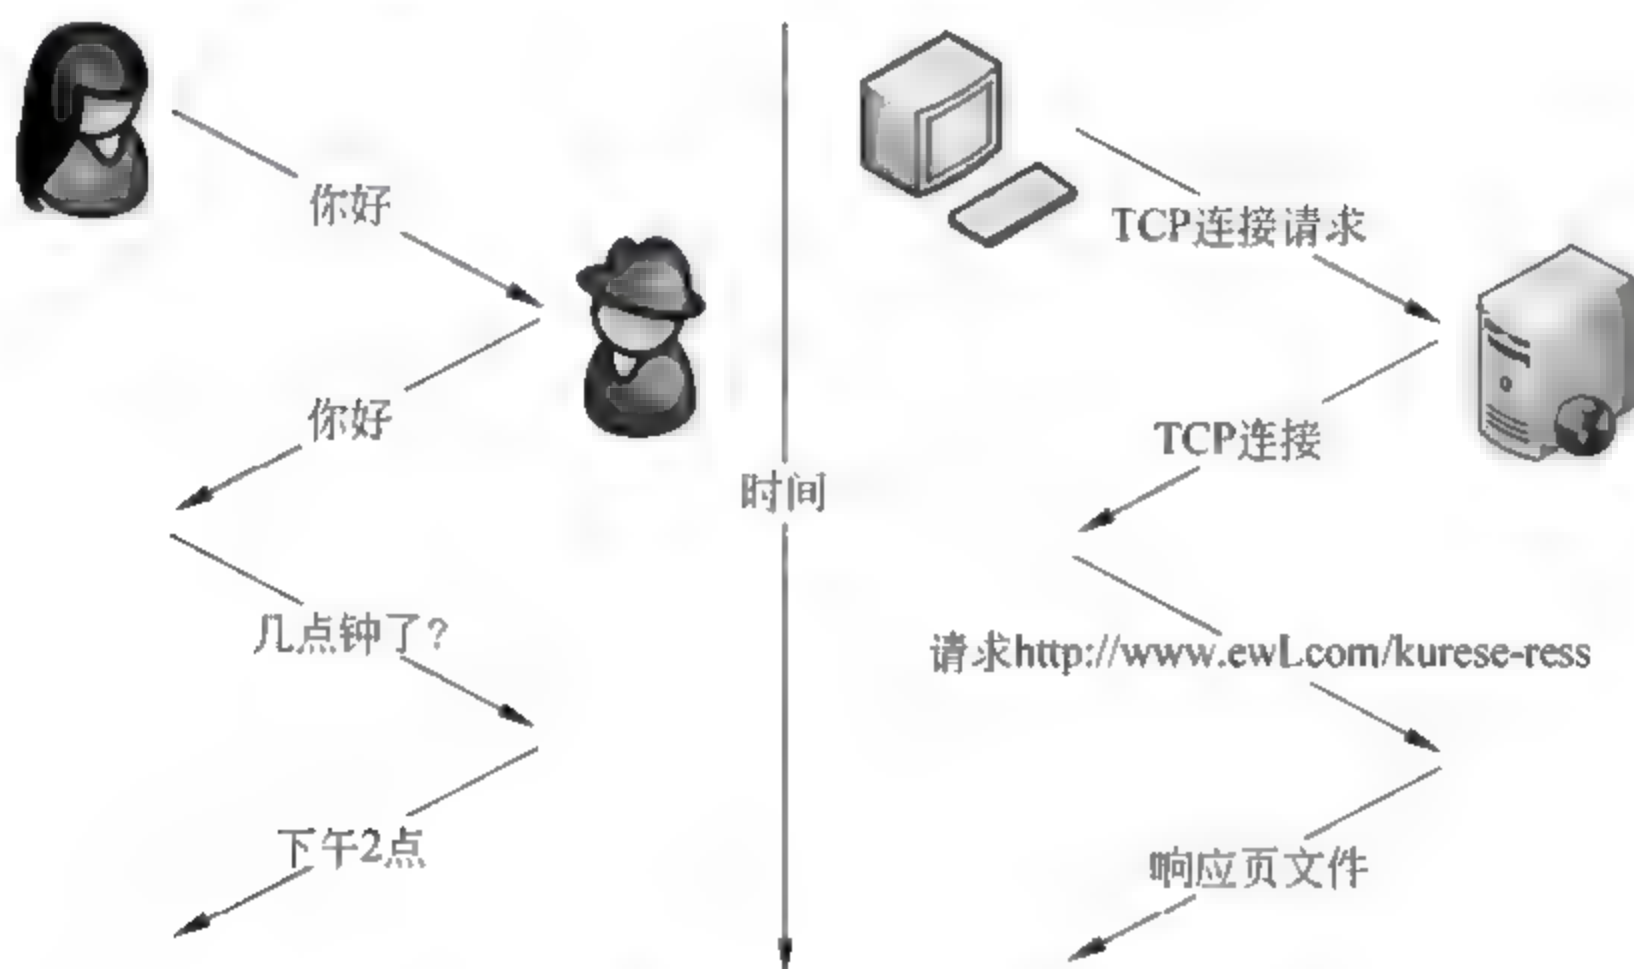 你好
你好
几点钟了?
下午2点
时间
TCP连接请求
TCP连接
请求http://www.ewl.com/kurese-ress
响应页文件